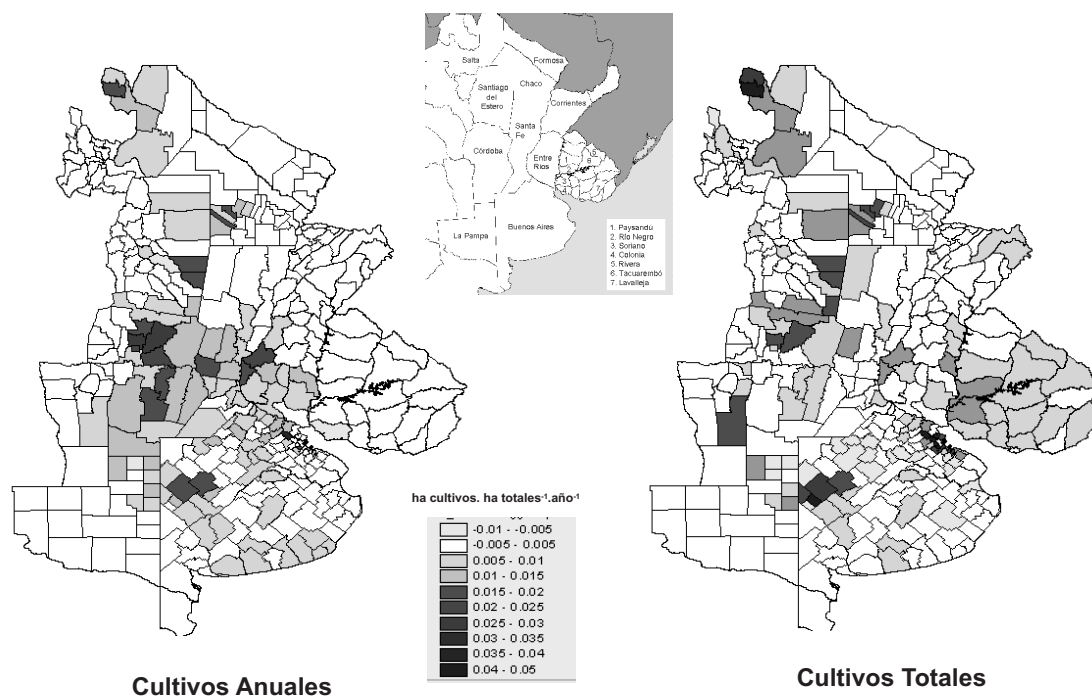 Salta
Formosa
Chaco
Santiago
del
Estero
Corrientes
Santa
Fe
Córdoba
Entre
Ríos
Buenos Aires
La Pampa
1. Paysandú
2. Río Negro
3. Soriano
4. Colonia
5. Rivera
6. Tacuarembó
7. Lavalleja
ha cultivos. ha totales⁻¹.año⁻¹
-0.01 - -0.005
-0.005 - 0.005
0.005 - 0.01
0.01 - 0.015
0.015 - 0.02
0.02 - 0.025
0.025 - 0.03
0.03 - 0.035
0.035 - 0.04
0.04 - 0.05
Cultivos Anuales
Cultivos Totales